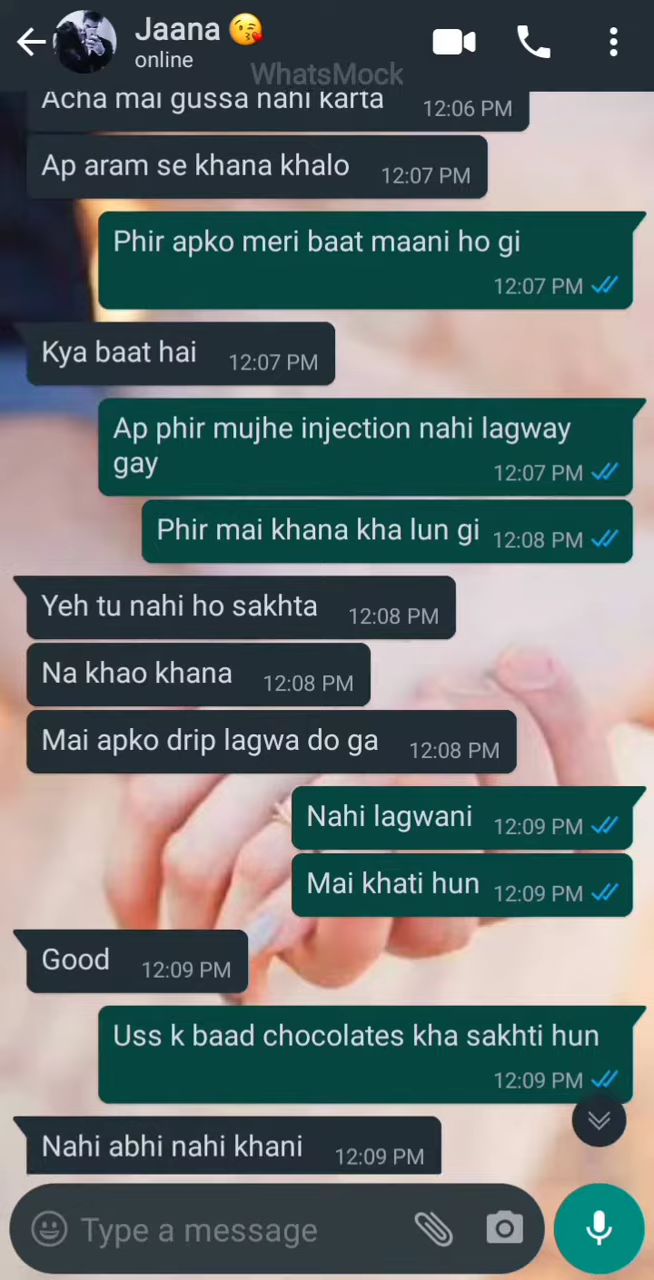 Jaana 😘
online
WhatsMock
Acha mai gussa nahi karta 12:06 PM
Ap aram se khana khalo 12:07 PM
Phir apko meri baat maani ho gi
12:07 PM
Kya baat hai 12:07 PM
Ap phir mujhe injection nahi lagway
gay 12:07 PM
Phir mai khana kha lun gi 12:08 PM
Yeh tu nahi ho sakhta 12:08 PM
Na khao khana 12:08 PM
Mai apko drip lagwa do ga 12:08 PM
Nahi lagwani 12:09 PM
Mai khati hun 12:09 PM
Good 12:09 PM
Uss k baad chocolates kha sakhti hun
12:09 PM
Nahi abhi nahi khani 12:09 PM
Type a message